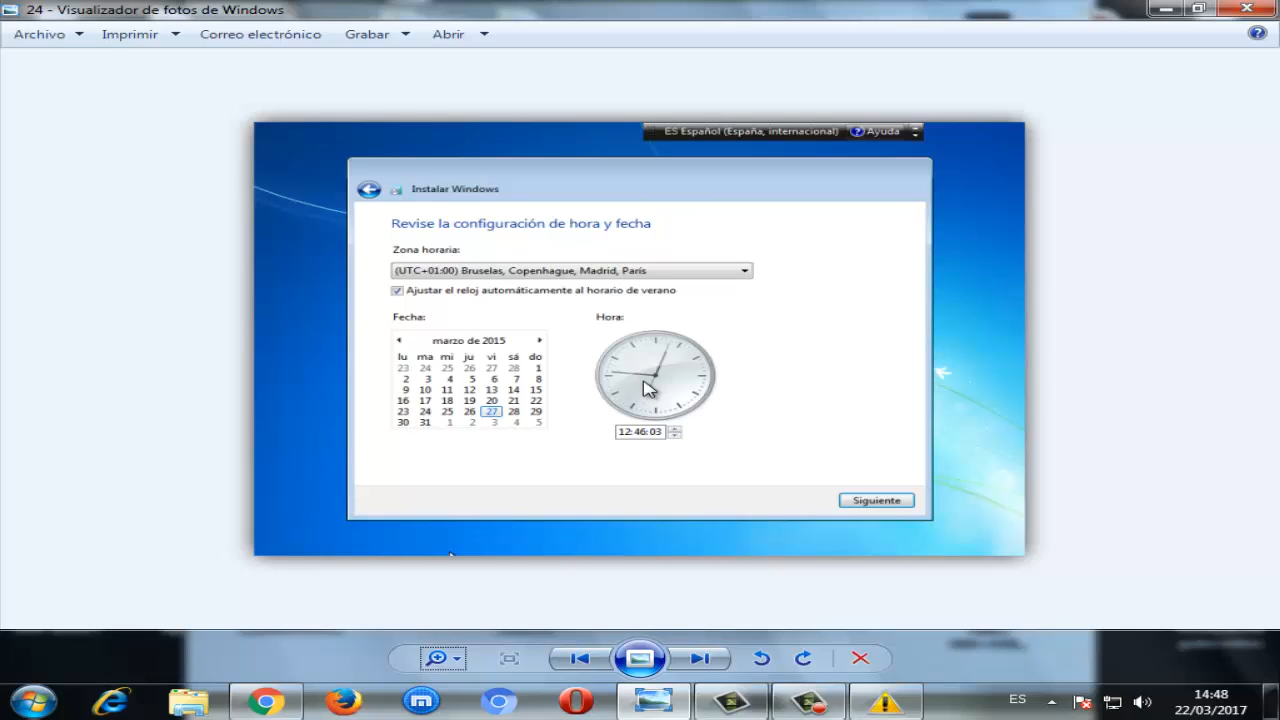 24 - Visualizador de fotos de Windows
Archivo Imprimir Correo electrónico Grabar Abrir
ES Español (España, internacional) Ayuda
Instalar Windows
Revise la configuración de hora y fecha
Zona horaria:
(UTC+01:00) Bruselas, Copenhague, Madrid, París
Ajustar el reloj automáticamente al horario de verano
Fecha: Hora:
marzo de 2015
lu ma mi ju vi sá do
23 24 25 26 27 28 1
2 3 4 5 6 7 8
9 10 11 12 13 14 15
16 17 18 19 20 21 22
23 24 25 26 27 28 29
30 31 1 2 3 4 5
12:46:03
Siguiente
ES
14:48
22/03/2017